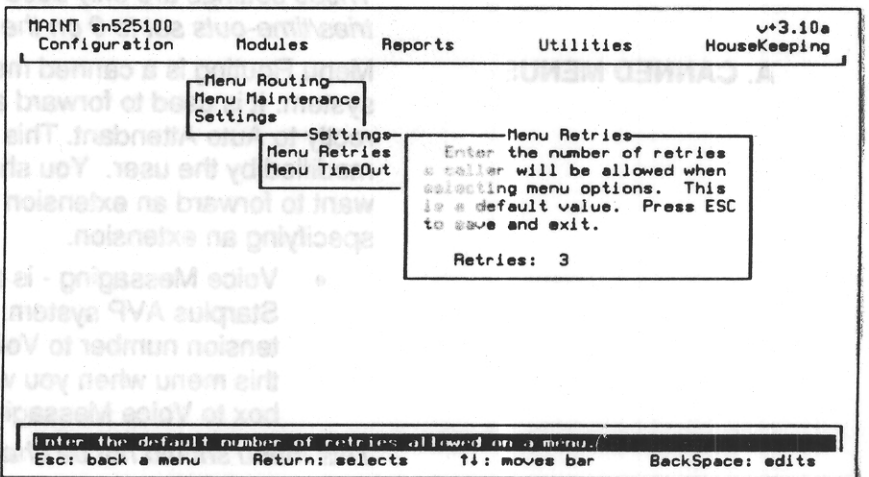 MAINT sn525100 v+3.10a
Configuration Modules Reports Utilities HouseKeeping
Menu Routing
Menu Maintenance
Settings
Settings
Menu Retries
Menu TimeOut
Menu Retries
Enter the number of retries
a caller will be allowed when
selecting menu options. This
is a default value. Press ESC
to save and exit.
Retries: 3
Enter the default number of retries allowed on a menu.
Esc: back a menu Return: selects ↑↓: moves bar BackSpace: edits